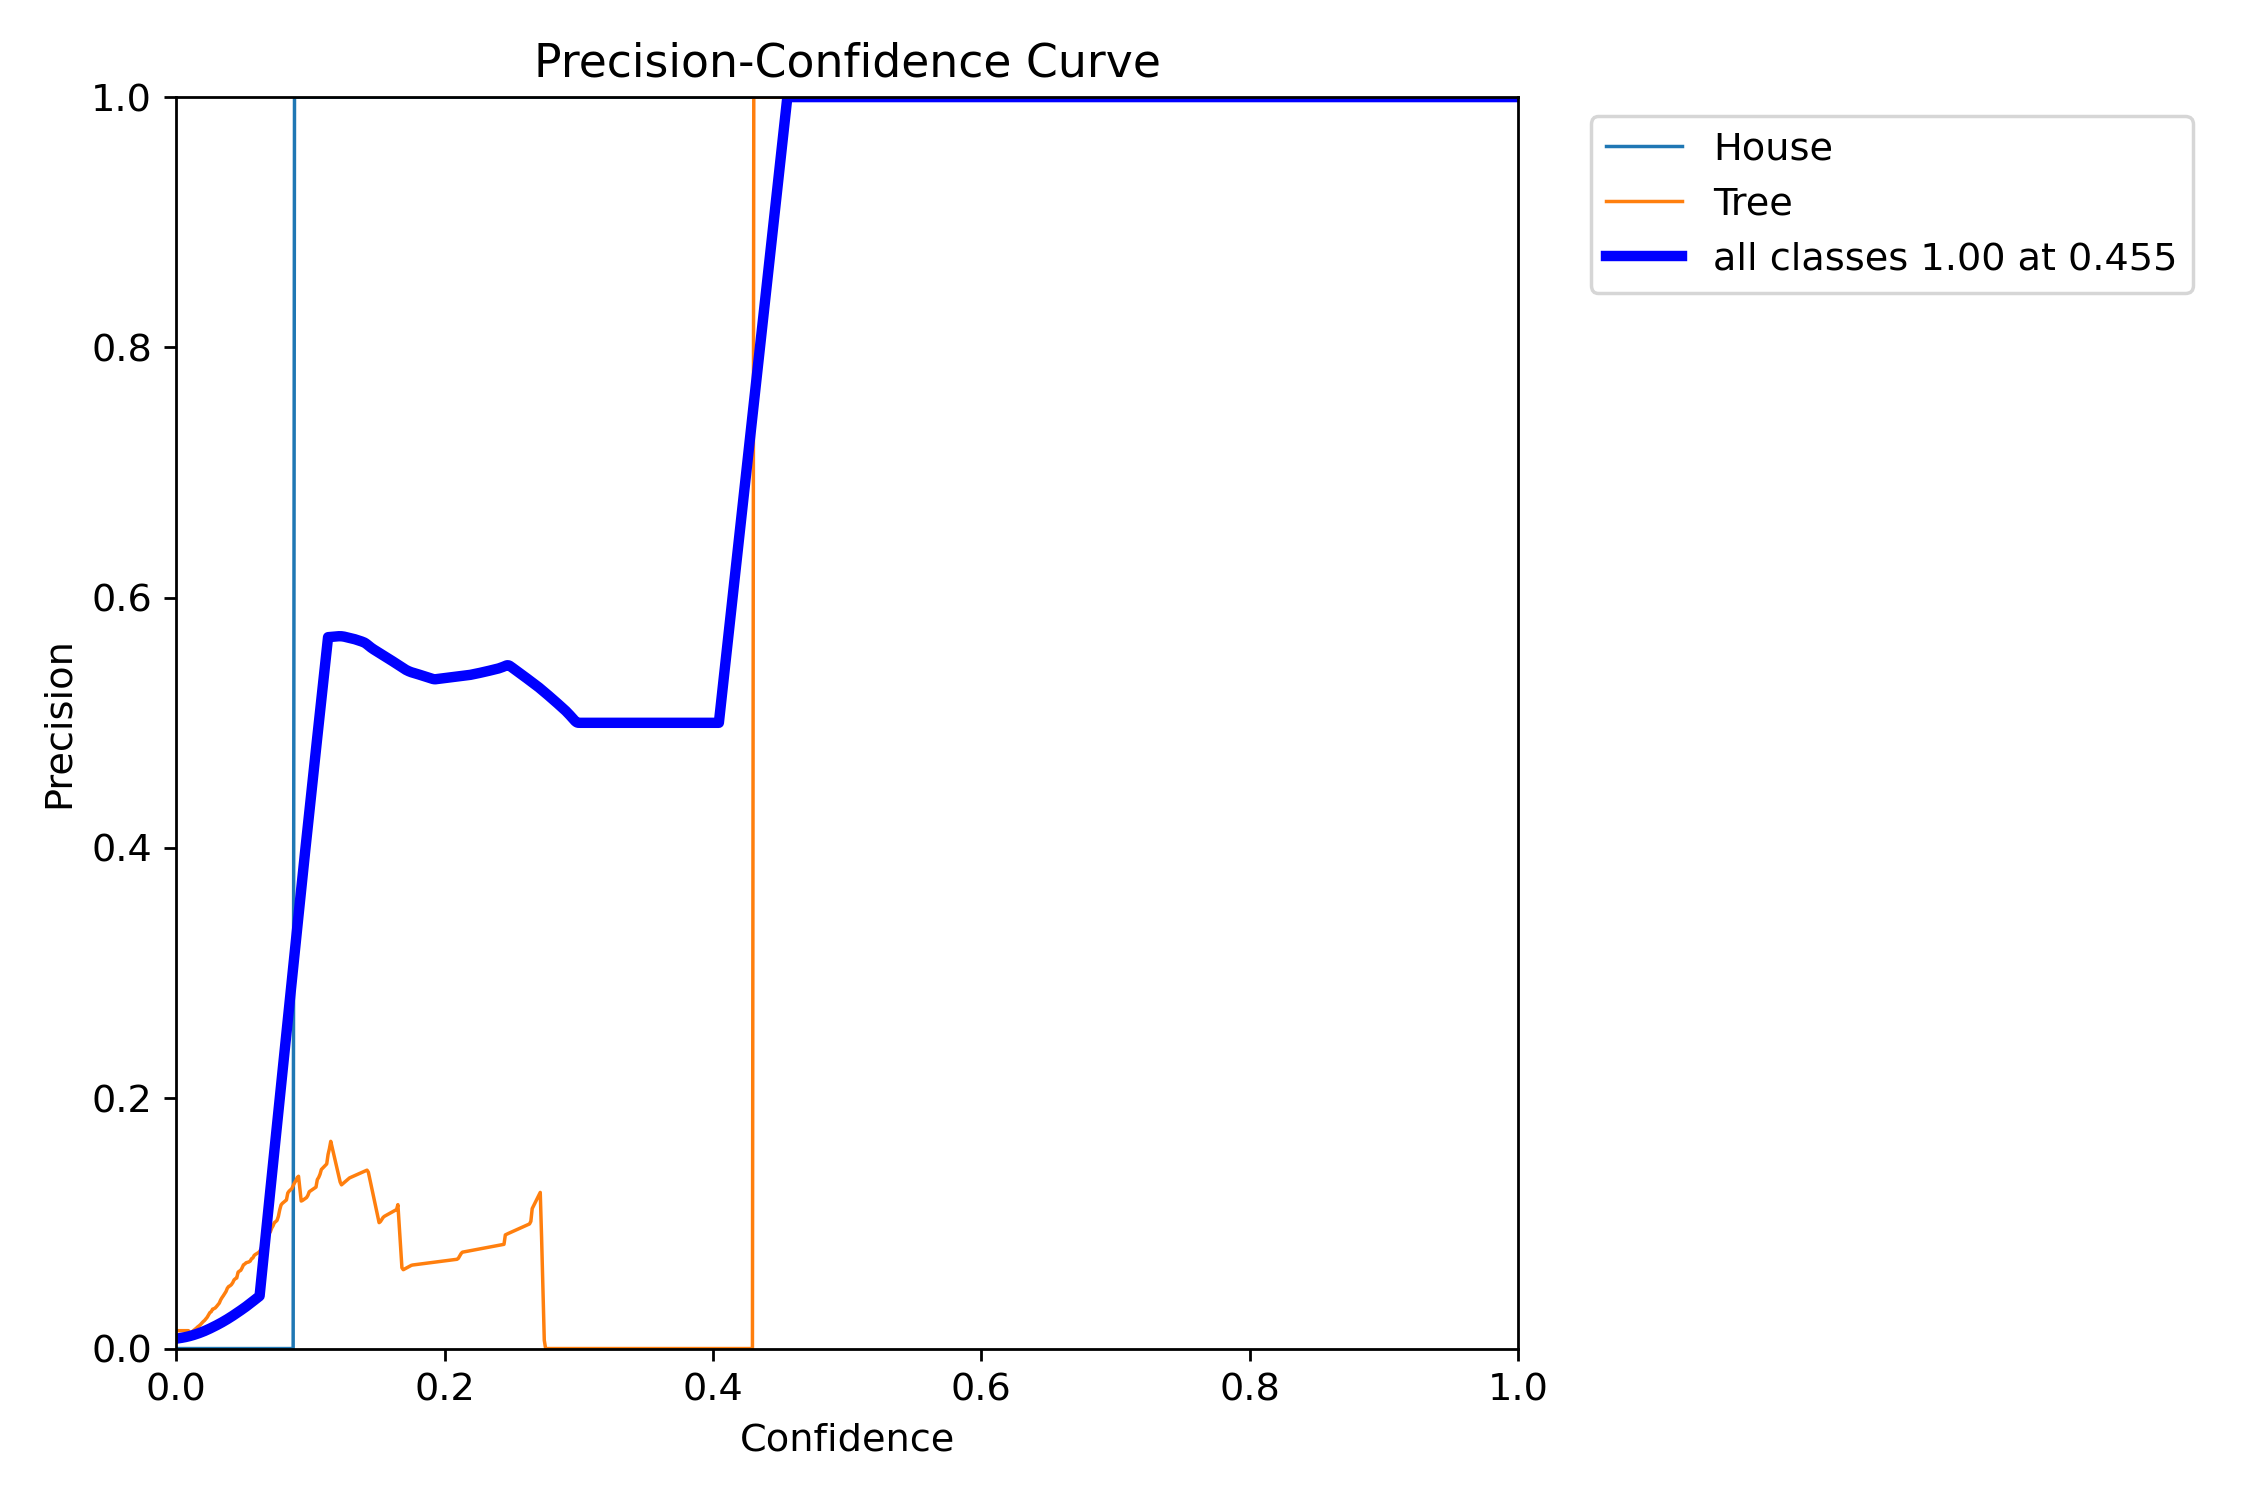 Precision-Confidence Curve
1.0
0.8
0.6
0.4
0.2
0.0
Precision
0.0 0.2 0.4 0.6 0.8 1.0
Confidence
House
Tree
all classes 1.00 at 0.455